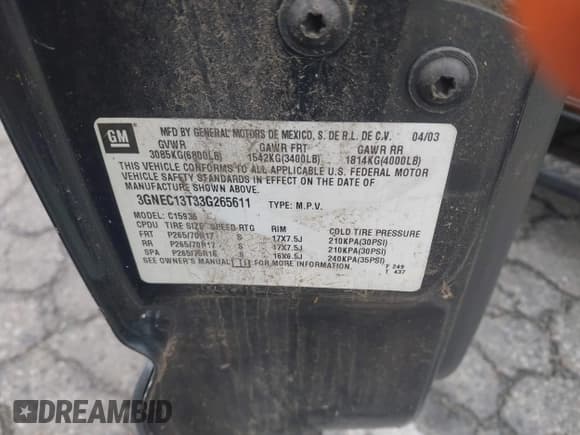 GM
MFD BY GENERAL MOTORS DE MEXICO, S. DE R.L. DE C.V. 04/03
GVWR GAWR FRT GAWR RR
3085KG(6800LB) 1542KG(3400LB) 1814KG(4000LB)
THIS VEHICLE CONFORMS TO ALL APPLICABLE U.S. FEDERAL MOTOR
VEHICLE SAFETY STANDARDS IN EFFECT ON THE DATE OF
MANUFACTURE SHOWN ABOVE.
3GNEC13T33G265611 TYPE: M.P.V.
MODEL: C15936
CPDU TIRE SIZE SPEED RTG RIM COLD TIRE PRESSURE
FRT P265/70R17 S 17X7.5J 210KPA(30PSI)
RR P265/70R17 S 17X7.5J 210KPA(30PSI)
SPA P265/75R16 S 16X6.5J 240KPA(35PSI)
SEE OWNER'S MANUAL FOR MORE INFORMATION.
F 249
T 437
DREAMBID